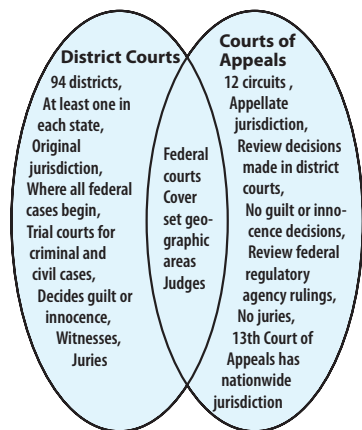 District Courts
94 districts,
At least one in
each state,
Original
jurisdiction,
Where all federal
cases begin,
Trial courts for
criminal and
civil cases,
Decides guilt or
innocence,
Witnesses,
Juries
Federal
courts
Cover
set geo-
graphic
areas
Judges
Courts of
Appeals
12 circuits ,
Appellate
jurisdiction,
Review decisions
made in district
courts,
No guilt or inno-
cence decisions,
Review federal
regulatory
agency rulings,
No juries,
13th Court of
Appeals has
nationwide
jurisdiction